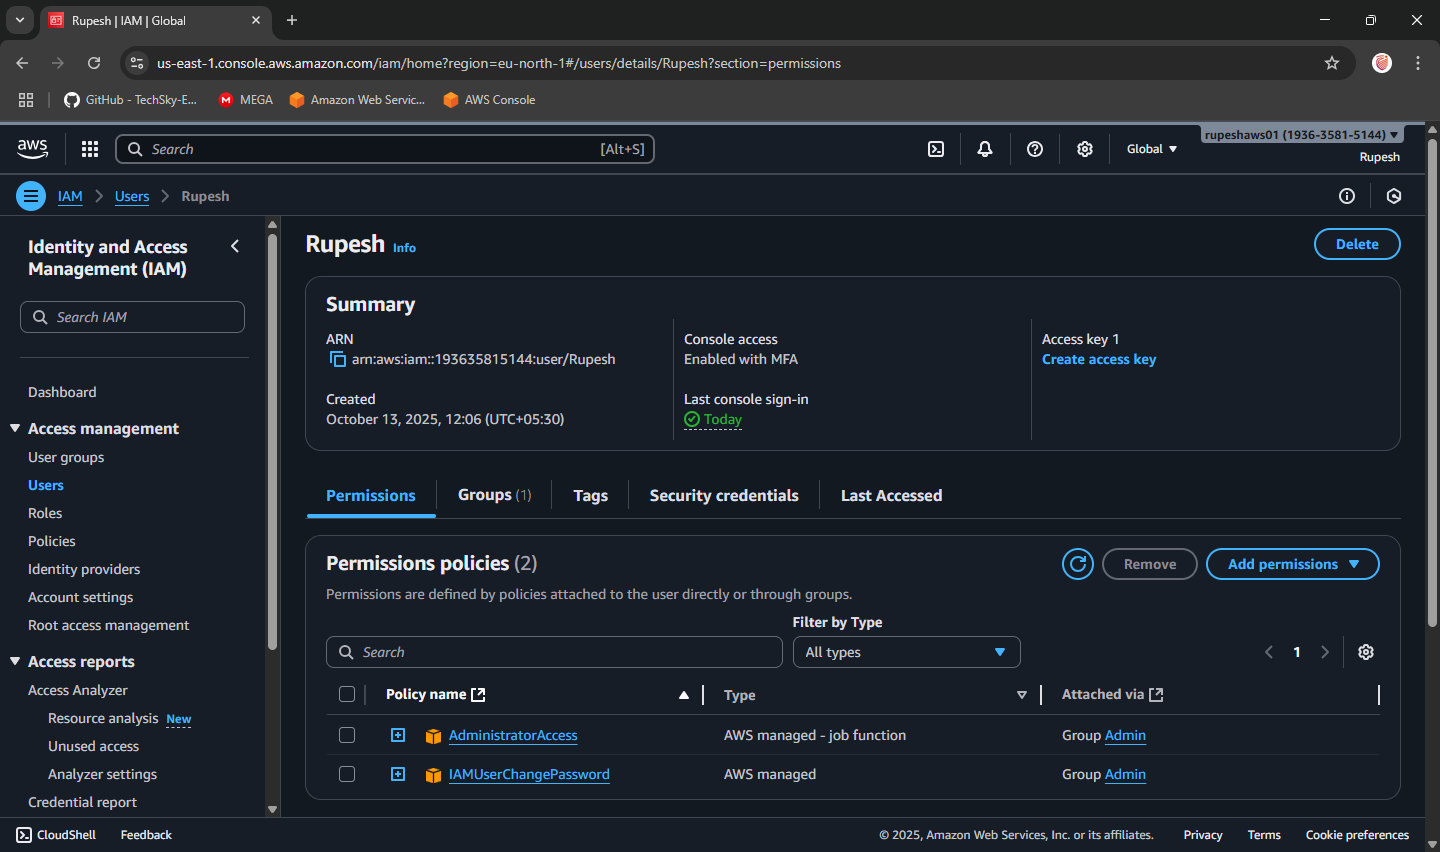 Rupesh | IAM | Global
us-east-1.console.aws.amazon.com/iam/home?region=eu-north-1#/users/details/Rupesh?section=permissions
GitHub - TechSky-E...
MEGA
Amazon Web Servic...
AWS Console
aws
Search
[Alt+S]
Global
rupeshaws01 (1936-3581-5144)
Rupesh
IAM
Users
Rupesh
Identity and Access
Management (IAM)
Search IAM
Dashboard
Access management
User groups
Users
Roles
Policies
Identity providers
Account settings
Root access management
Access reports
Access Analyzer
Resource analysis New
Unused access
Analyzer settings
Credential report
Rupesh Info
Delete
Summary
ARN
arn:aws:iam::193635815144:user/Rupesh
Console access
Enabled with MFA
Access key 1
Create access key
Created
October 13, 2025, 12:06 (UTC+05:30)
Last console sign-in
Today
Permissions
Groups (1)
Tags
Security credentials
Last Accessed
Permissions policies (2)
Remove
Add permissions
Permissions are defined by policies attached to the user directly or through groups.
Filter by Type
Search
All types
1
Policy name
Type
Attached via
AdministratorAccess
AWS managed - job function
Group Admin
IAMUserChangePassword
AWS managed
Group Admin
CloudShell
Feedback
© 2025, Amazon Web Services, Inc. or its affiliates.
Privacy
Terms
Cookie preferences